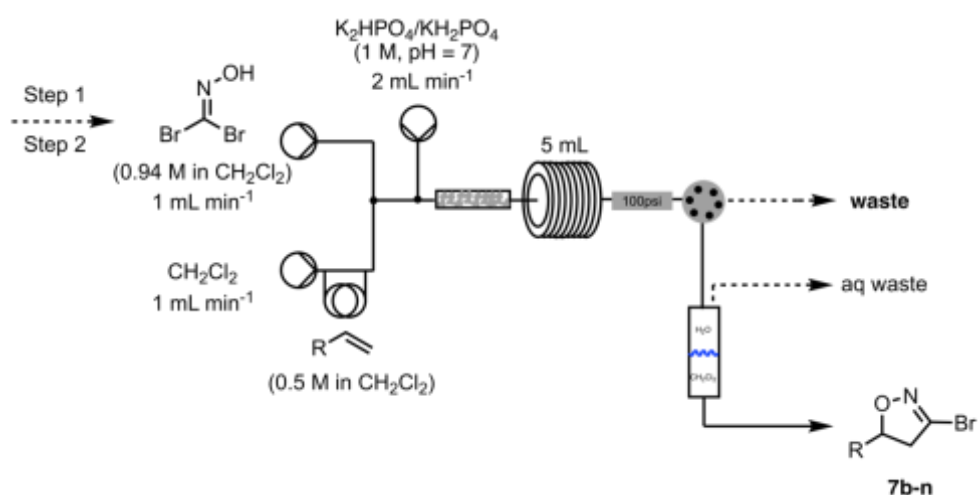 K₂HPO₄/KH₂PO₄
(1 M, pH = 7)
2 mL min⁻¹
Step 1
Step 2
N
OH
Br
Br
(0.94 M in CH₂Cl₂)
1 mL min⁻¹
5 mL
100psi
waste
CH₂Cl₂
1 mL min⁻¹
R
(0.5 M in CH₂Cl₂)
aq waste
H₂O
CH₂Cl₂
O
N
Br
R
7b-n